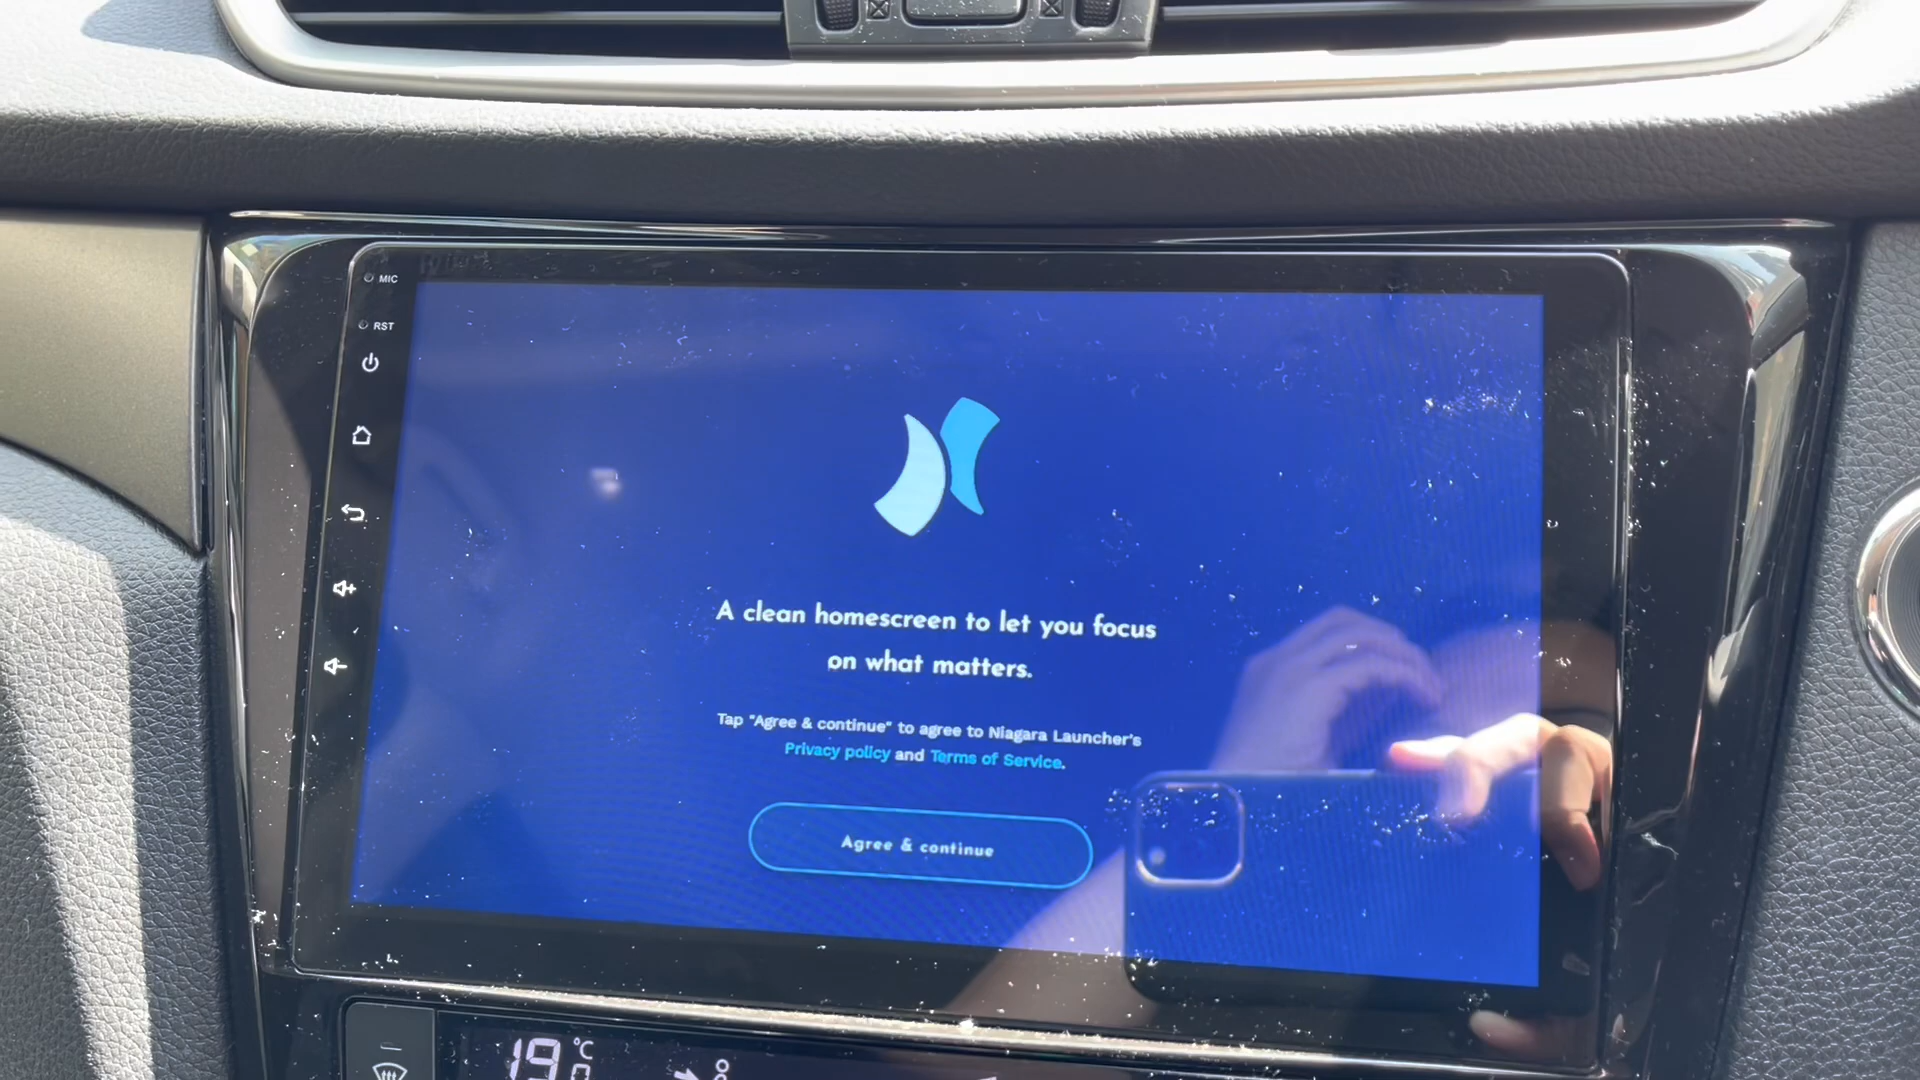 MIC
RST
A clean homescreen to let you focus
on what matters.
Tap "Agree & continue" to agree to Niagara Launcher's
Privacy policy and Terms of Service.
Agree & continue
19 °C